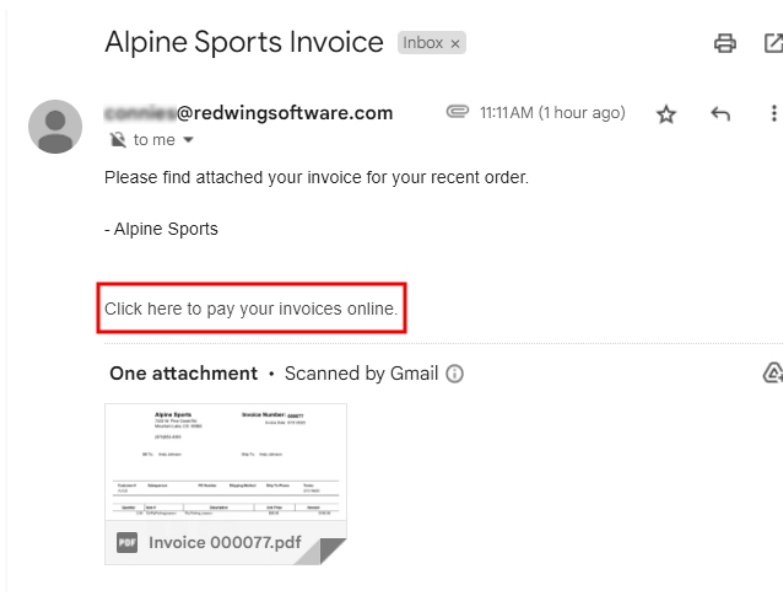 Alpine Sports Invoice Inbox ×
@redwingsoftware.com 11:11 AM (1 hour ago)
to me
Please find attached your invoice for your recent order.
- Alpine Sports
Click here to pay your invoices online.
One attachment • Scanned by Gmail
Alpine Sports Invoice Number: 000077
PDF Invoice 000077.pdf